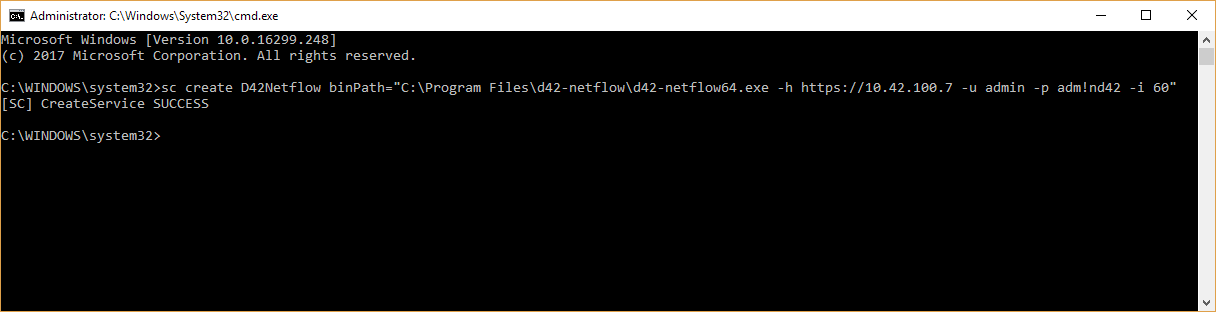 Administrator: C:\Windows\System32\cmd.exe
Microsoft Windows [Version 10.0.16299.248]
(c) 2017 Microsoft Corporation. All rights reserved.
C:\WINDOWS\system32>sc create D42Netflow binPath="C:\Program Files\d42-netflow\d42-netflow64.exe -h https://10.42.100.7 -u admin -p adm!nd42 -i 60"
[SC] CreateService SUCCESS
C:\WINDOWS\system32>